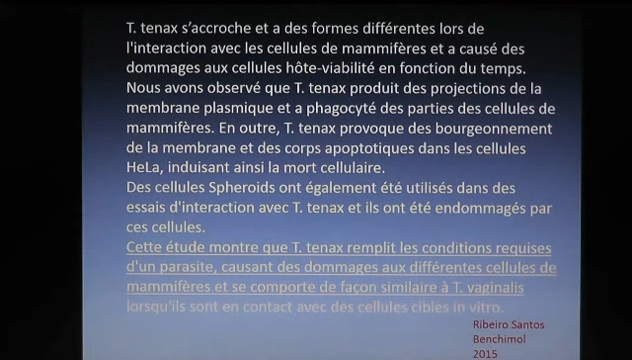 T. tenax s'accroche et a des formes différentes lors de
l'interaction avec les cellules de mammifères et a causé des
dommages aux cellules hôte-viabilité en fonction du temps.
Nous avons observé que T. tenax produit des projections de la
membrane plasmique et a phagocyté des parties des cellules de
mammifères. En outre, T. tenax provoque des bourgeonnement
de la membrane et des corps apoptotiques dans les cellules
HeLa, induisant ainsi la mort cellulaire.
Des cellules Spheroids ont également été utilisés dans des
essais d'interaction avec T. tenax et ils ont été endommagés par
ces cellules.
Cette étude montre que T. tenax remplit les conditions requises
d'un parasite, causant des dommages aux différentes cellules de
mammifères et se comporte de façon similaire à T. vaginalis
lorsqu'ils sont en contact avec des cellules cibles in vitro.
Ribeiro Santos
Benchimol
2015